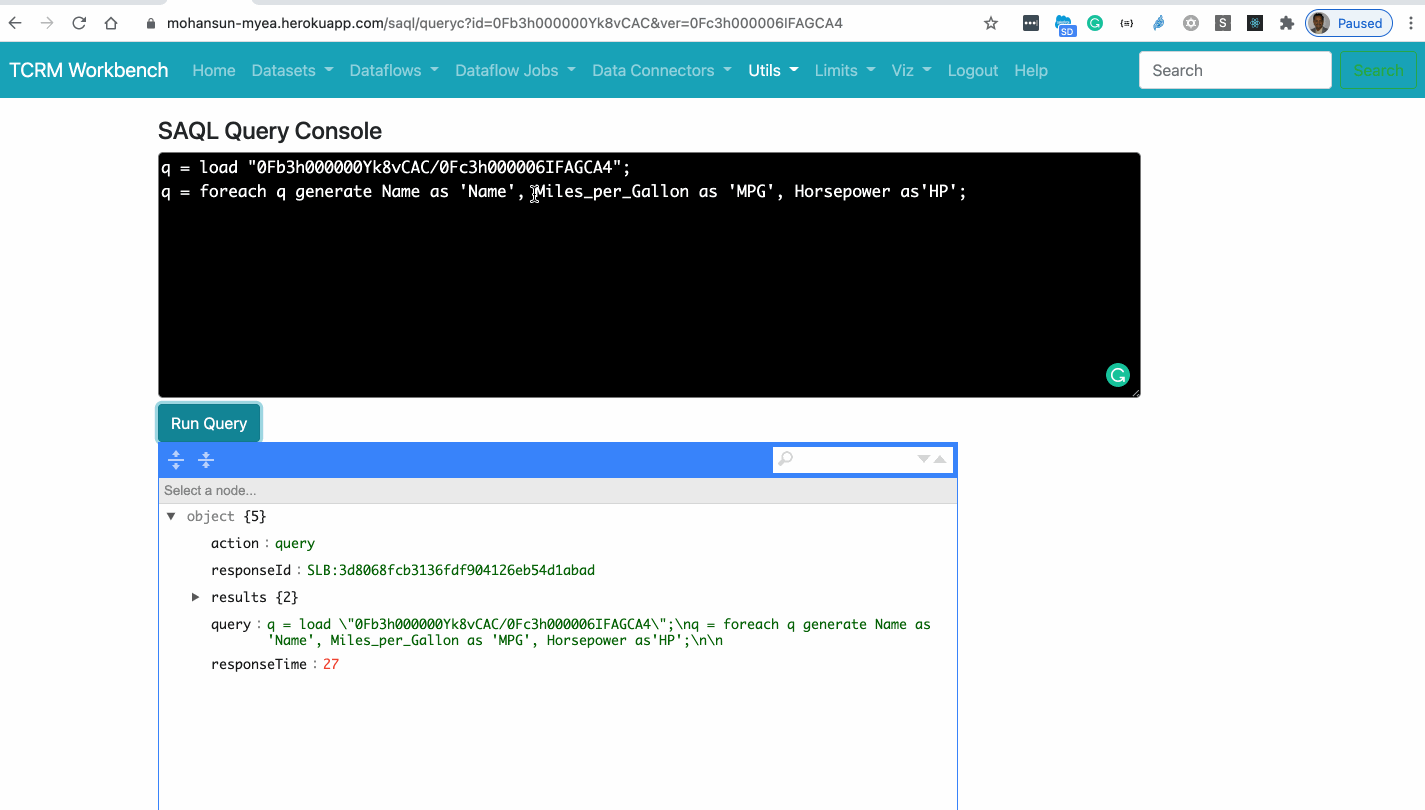 mohansun-myea.herokuapp.com/saql/queryc?id=0Fb3h000000Yk8vCAC&ver=0Fc3h000006IFAGCA4
SD
{=}
S
Paused
TCRM Workbench Home Datasets Dataflows Dataflow Jobs Data Connectors Utils Limits Viz Logout Help Search Search
SAQL Query Console
q = load "0Fb3h000000Yk8vCAC/0Fc3h000006IFAGCA4";
q = foreach q generate Name as 'Name', Miles_per_Gallon as 'MPG', Horsepower as'HP';
Run Query
Select a node...
object {5}
action : query
responseId : SLB:3d8068fcb3136fdf904126eb54d1abad
results {2}
query : q = load \"0Fb3h000000Yk8vCAC/0Fc3h000006IFAGCA4\";\nq = foreach q generate Name as
'Name', Miles_per_Gallon as 'MPG', Horsepower as'HP';\n\n
responseTime : 27